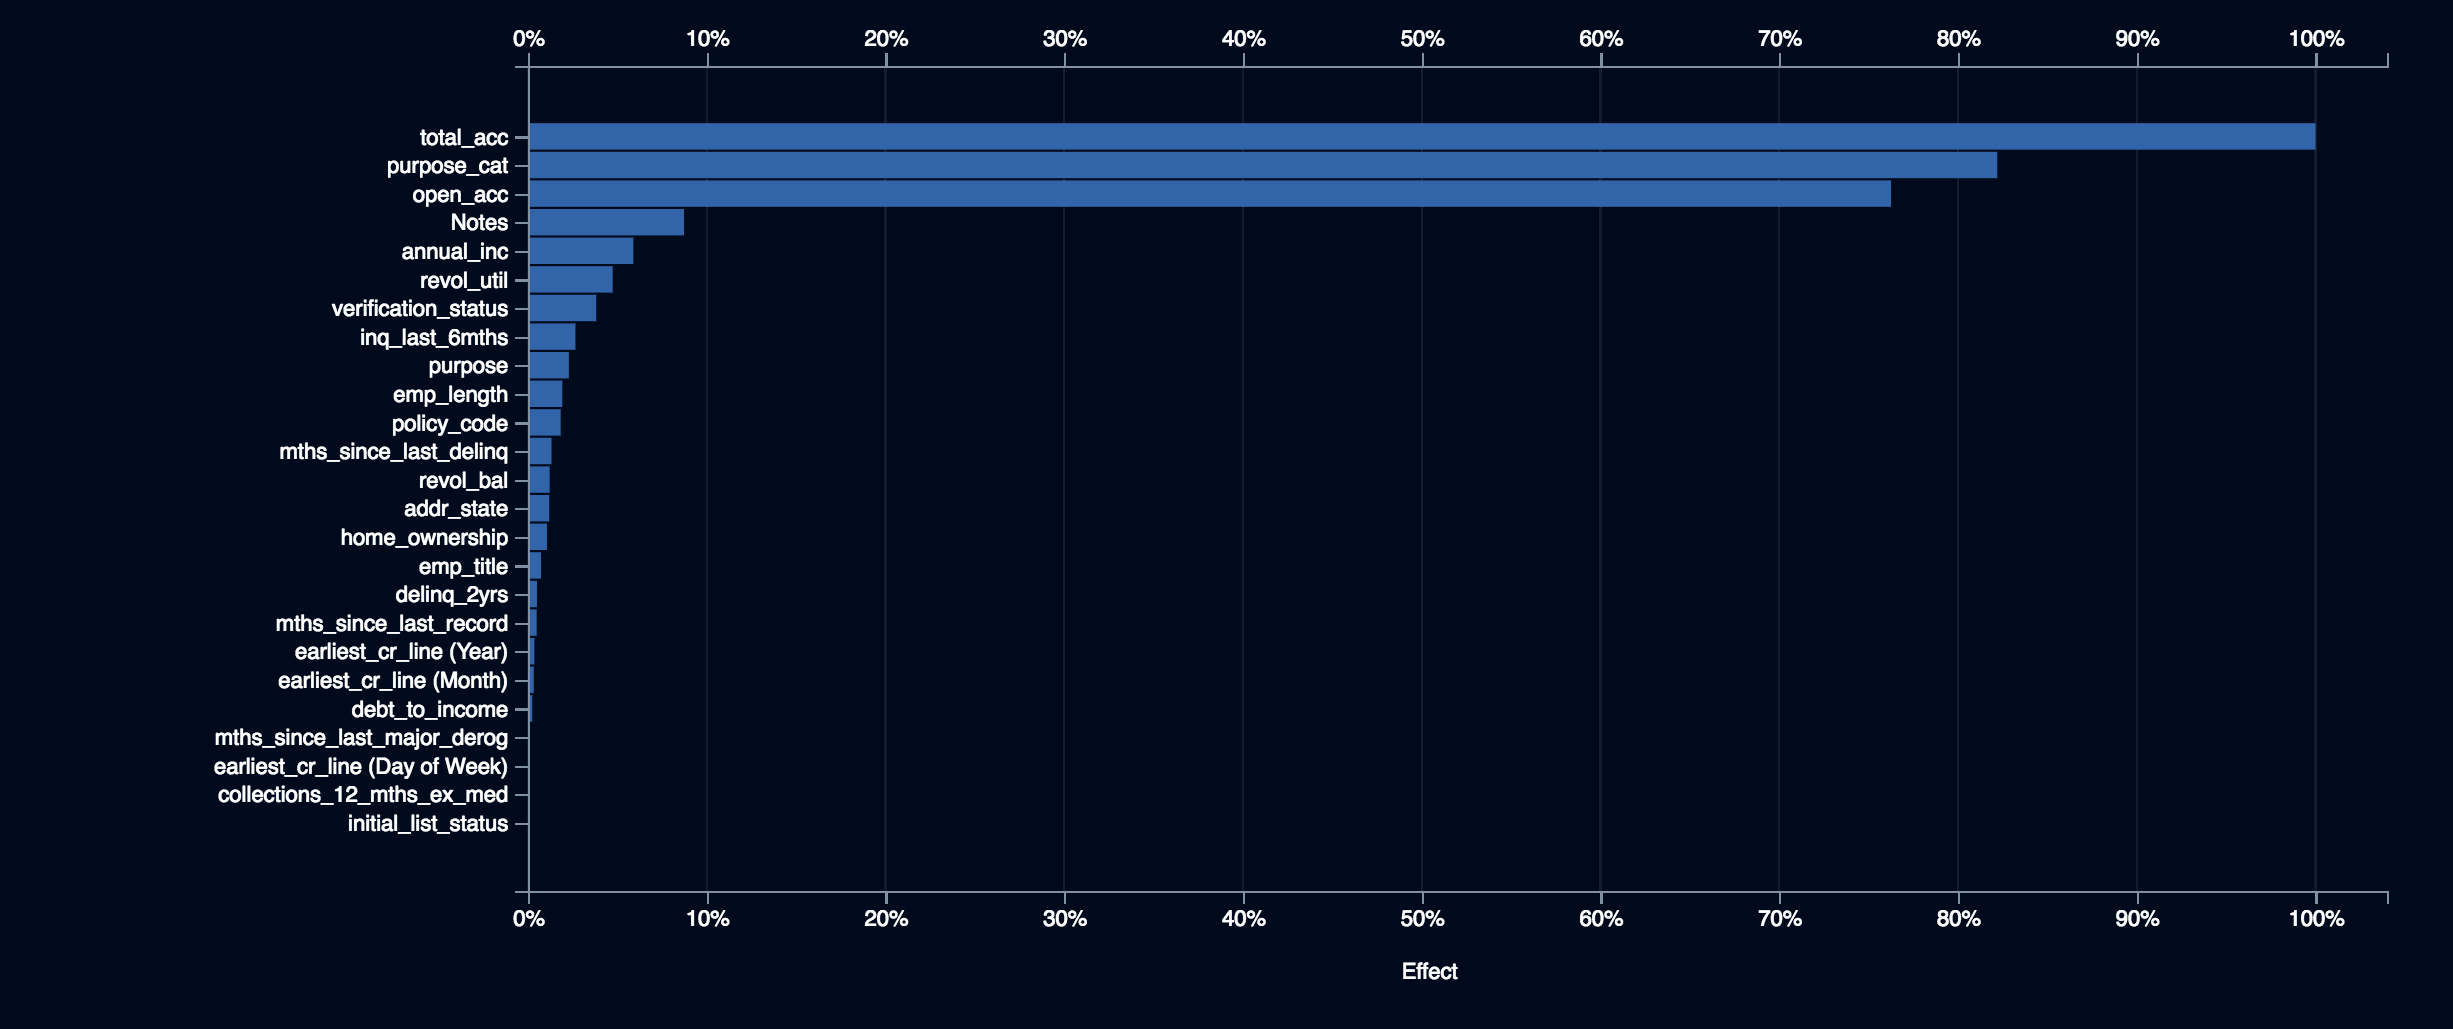 0% 10% 20% 30% 40% 50% 60% 70% 80% 90% 100%
total_acc
purpose_cat
open_acc
Notes
annual_inc
revol_util
verification_status
inq_last_6mths
purpose
emp_length
policy_code
mths_since_last_delinq
revol_bal
addr_state
home_ownership
emp_title
delinq_2yrs
mths_since_last_record
earliest_cr_line (Year)
earliest_cr_line (Month)
debt_to_income
mths_since_last_major_derog
earliest_cr_line (Day of Week)
collections_12_mths_ex_med
initial_list_status
0% 10% 20% 30% 40% 50% 60% 70% 80% 90% 100%
Effect